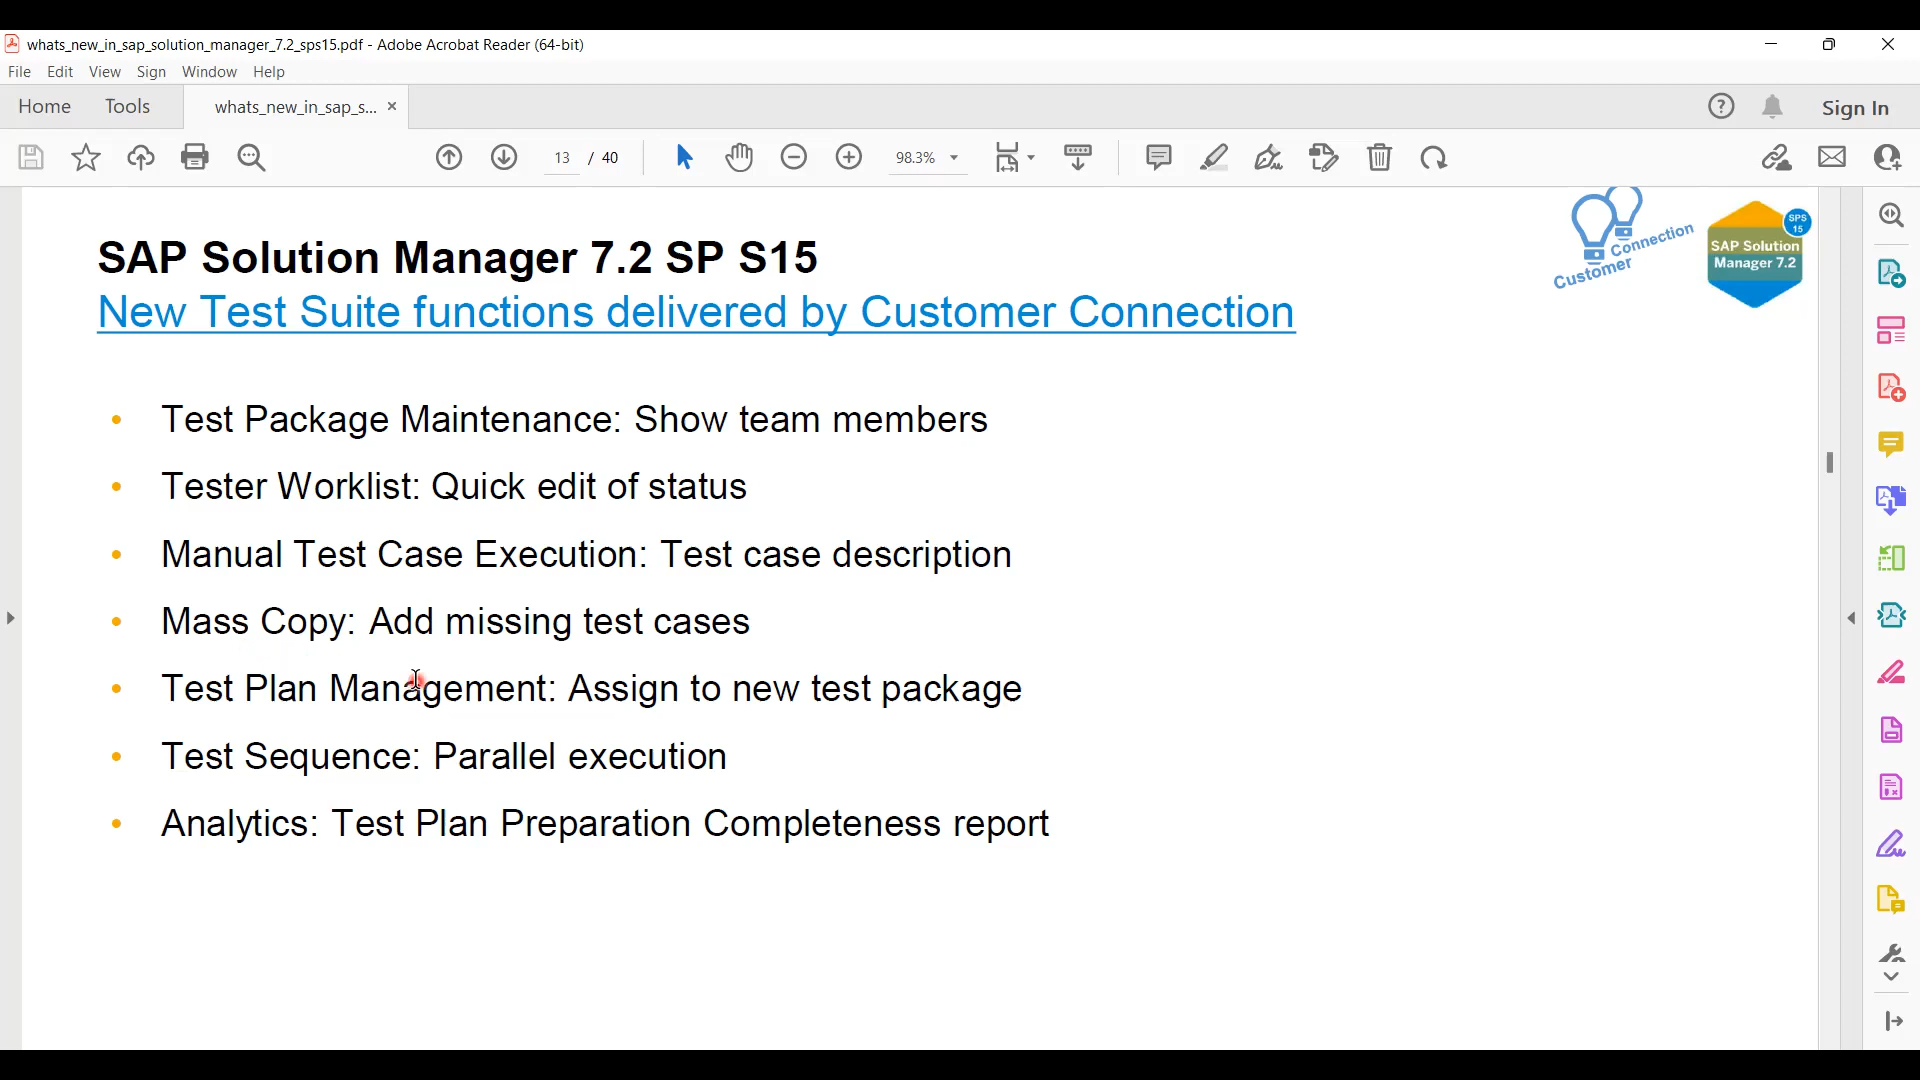 whats_new_in_sap_solution_manager_7.2_sps15.pdf - Adobe Acrobat Reader (64-bit)
File Edit View Sign Window Help
Home Tools whats_new_in_sap_s... Sign In
13 / 40 98.3%
Customer Connection
SPS
15
SAP Solution
Manager 7.2
SAP Solution Manager 7.2 SP S15
New Test Suite functions delivered by Customer Connection
• Test Package Maintenance: Show team members
• Tester Worklist: Quick edit of status
• Manual Test Case Execution: Test case description
• Mass Copy: Add missing test cases
• Test Plan Management: Assign to new test package
• Test Sequence: Parallel execution
• Analytics: Test Plan Preparation Completeness report